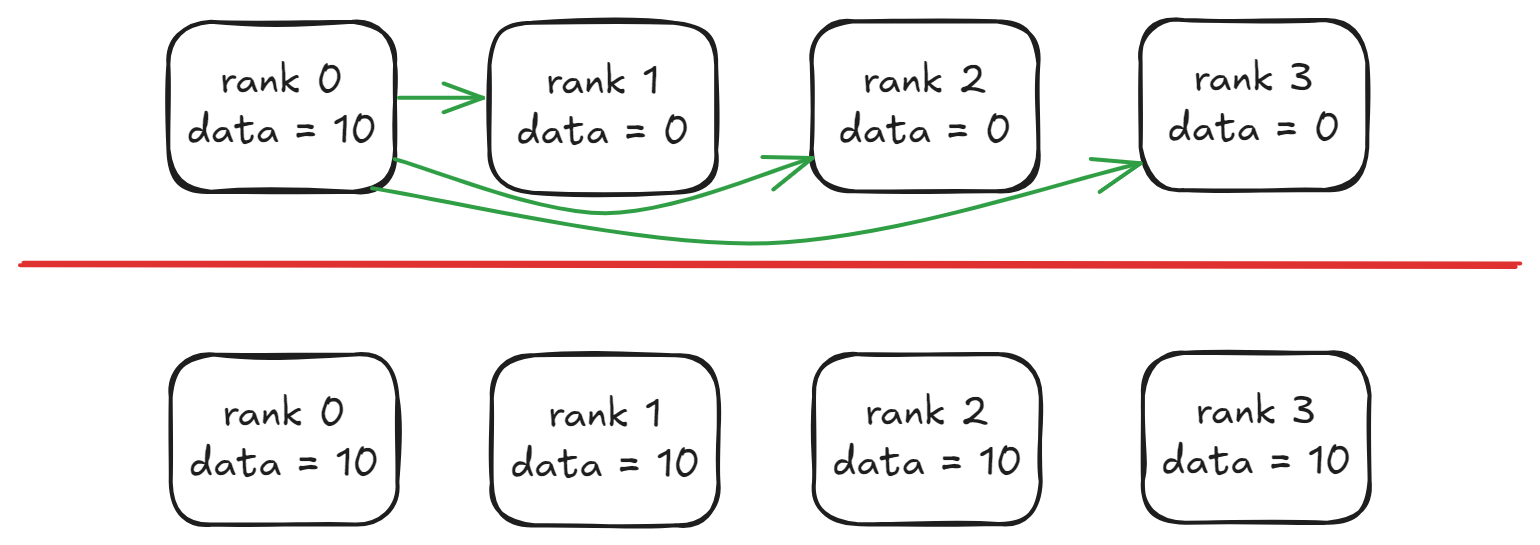 rank 0
data = 10
rank 1
data = 0
rank 2
data = 0
rank 3
data = 0
rank 0
data = 10
rank 1
data = 10
rank 2
data = 10
rank 3
data = 10